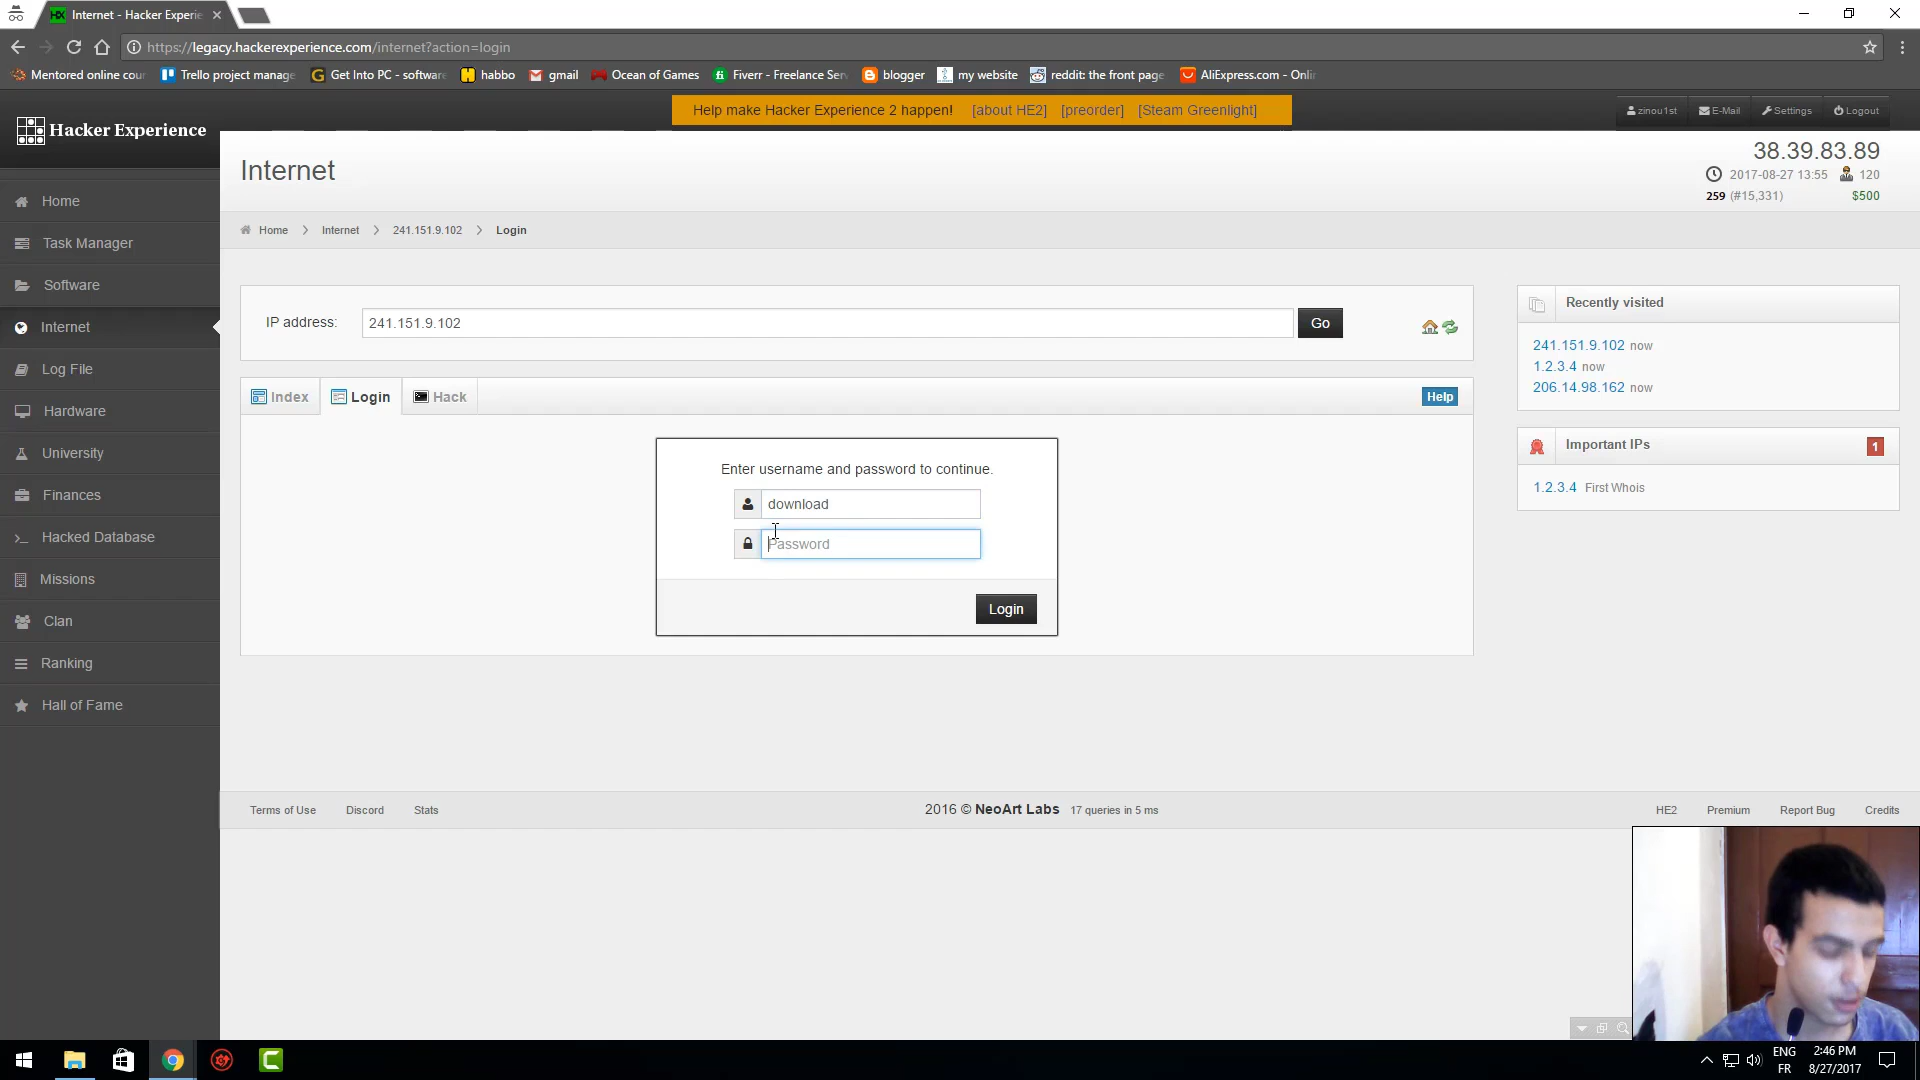 Internet - Hacker Experie
https://legacy.hackerexperience.com/internet?action=login
Mentored online cour
Trello project manage
Get Into PC - software
habbo
gmail
Ocean of Games
Fiverr - Freelance Serv
blogger
my website
reddit: the front page
AliExpress.com - Onlin
Help make Hacker Experience 2 happen! [about HE2] [preorder] [Steam Greenlight]
zinou1st
E-Mail
Settings
Logout
Hacker Experience
Internet
38.39.83.89
2017-08-27 13:55 120
259 (#15,331) $500
Home
Task Manager
Software
Internet
Log File
Hardware
University
Finances
Hacked Database
Missions
Clan
Ranking
Hall of Fame
Home
Internet
241.151.9.102
Login
IP address:
241.151.9.102
Go
Index
Login
Hack
Help
Enter username and password to continue.
download
Password
Login
Recently visited
241.151.9.102 now
1.2.3.4 now
206.14.98.162 now
Important IPs
1
1.2.3.4 First Whois
Terms of Use
Discord
Stats
2016 © NeoArt Labs 17 queries in 5 ms
HE2
Premium
Report Bug
Credits
ENG
FR
2:46 PM
8/27/2017